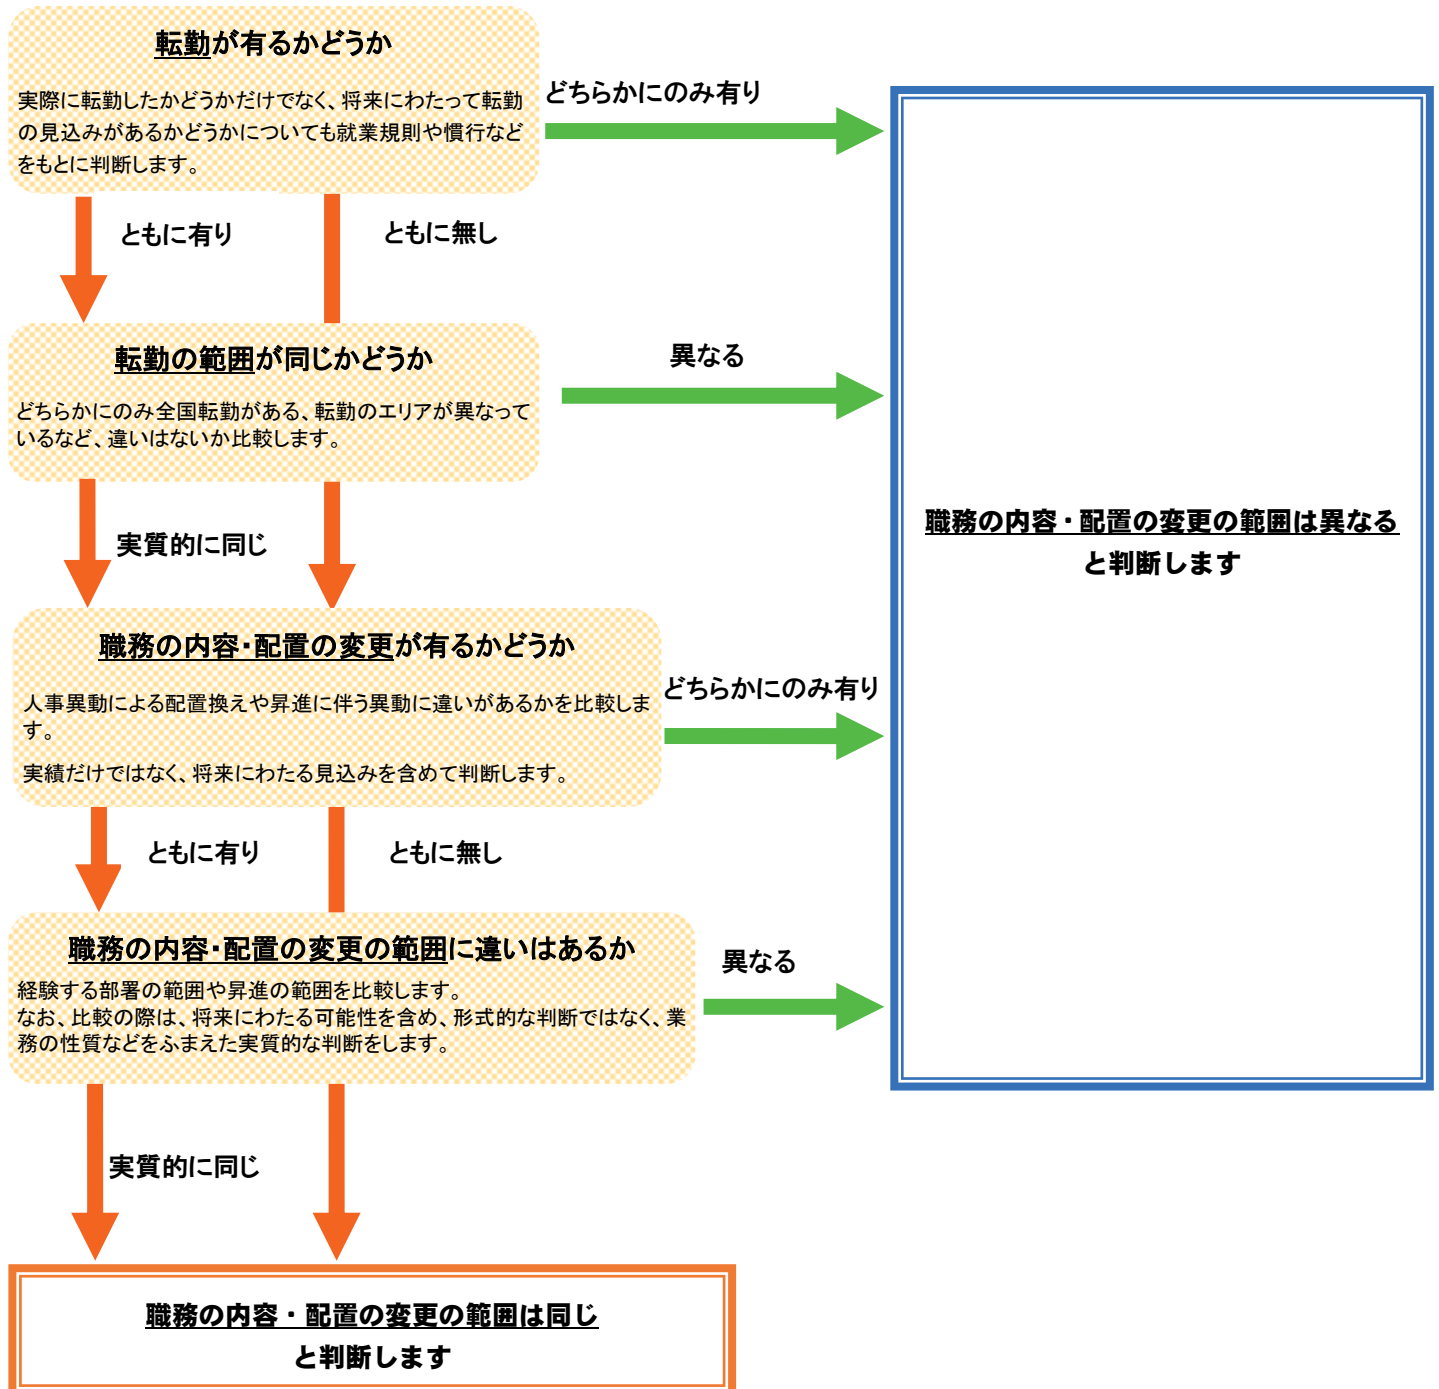 転勤が有るかどうか
実際に転勤したかどうかだけでなく、将来にわたって転勤
の見込みがあるかどうかについても就業規則や慣行など
をもとに判断します。
どちらかにのみ有り
ともに有り
ともに無し
転勤の範囲が同じかどうか
どちらかにのみ全国転勤がある、転勤のエリアが異なって
いるなど、違いはないか比較します。
異なる
実質的に同じ
職務の内容・配置の変更の範囲は異なる
と判断します
職務の内容・配置の変更が有るかどうか
人事異動による配置換えや昇進に伴う異動に違いがあるかを比較しま
す。
実績だけではなく、将来にわたる見込みを含めて判断します。
どちらかにのみ有り
ともに有り
ともに無し
職務の内容・配置の変更の範囲に違いはあるか
経験する部署の範囲や昇進の範囲を比較します。
なお、比較の際は、将来にわたる可能性を含め、形式的な判断ではなく、業
務の性質などをふまえた実質的な判断をします。
異なる
実質的に同じ
職務の内容・配置の変更の範囲は同じ
と判断します